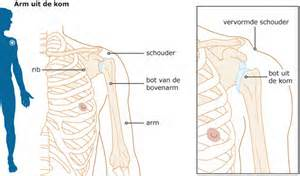 Arm uit de kom
schouder
rib
bot van de
bovenarm
arm
vervormde schouder
bot uit
de kom